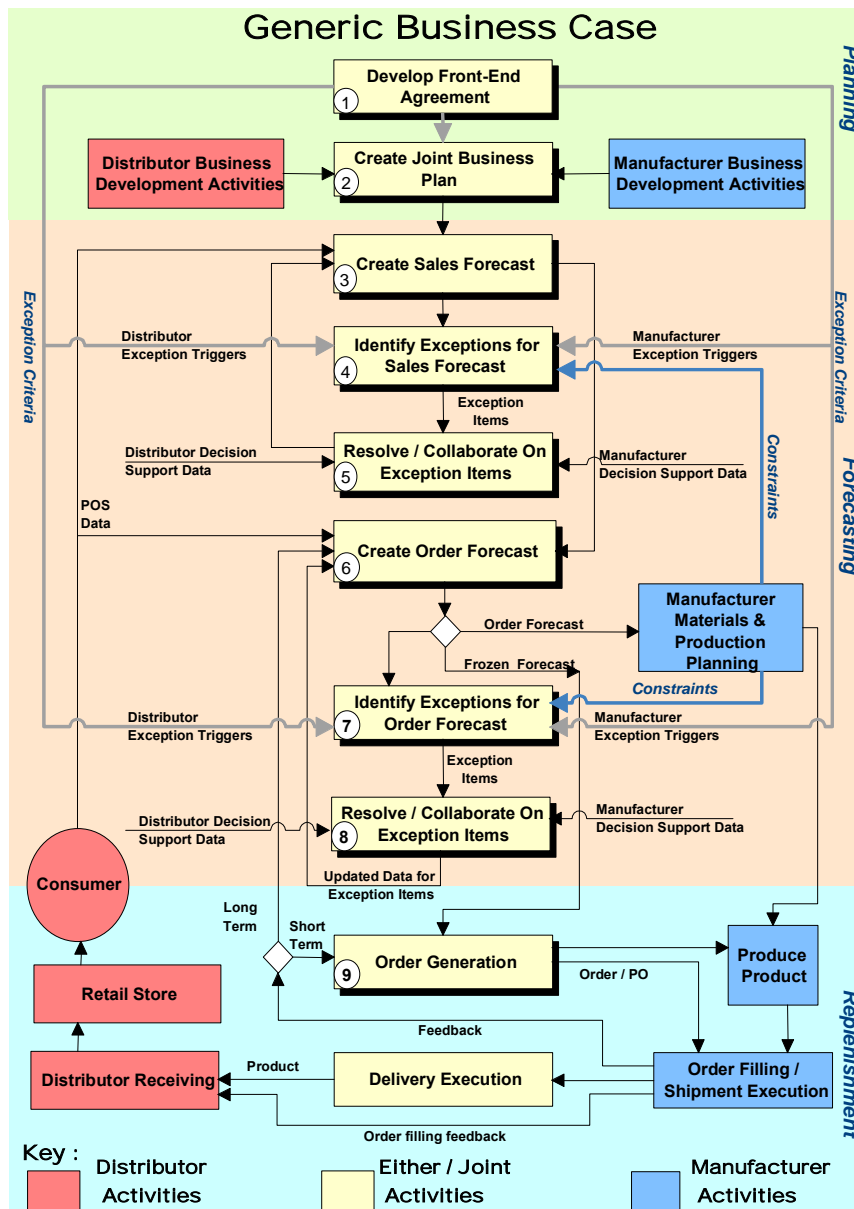 Generic Business Case
Planning
Develop Front-End
Agreement
1
Distributor Business
Development Activities
Create Joint Business
Plan
2
Manufacturer Business
Development Activities
Create Sales Forecast
3
Exception Criteria
Exception Criteria
Distributor
Exception Triggers
Identify Exceptions for
Sales Forecast
4
Manufacturer
Exception Triggers
Exception
Items
Constraints
Distributor Decision
Support Data
Resolve / Collaborate On
Exception Items
5
Manufacturer
Decision Support Data
Forecasting
POS
Data
Create Order Forecast
6
Manufacturer
Materials &
Production
Planning
Order Forecast
Frozen Forecast
Constraints
Distributor
Exception Triggers
Identify Exceptions for
Order Forecast
7
Manufacturer
Exception Triggers
Exception
Items
Distributor Decision
Support Data
Resolve / Collaborate On
Exception Items
8
Manufacturer
Decision Support Data
Updated Data for
Exception Items
Consumer
Long
Term
Short
Term
Order Generation
9
Order / PO
Produce
Product
Retail Store
Replenishment
Feedback
Distributor Receiving
Product
Delivery Execution
Order Filling /
Shipment Execution
Order filling feedback
Key :
Distributor
Activities
Either / Joint
Activities
Manufacturer
Activities